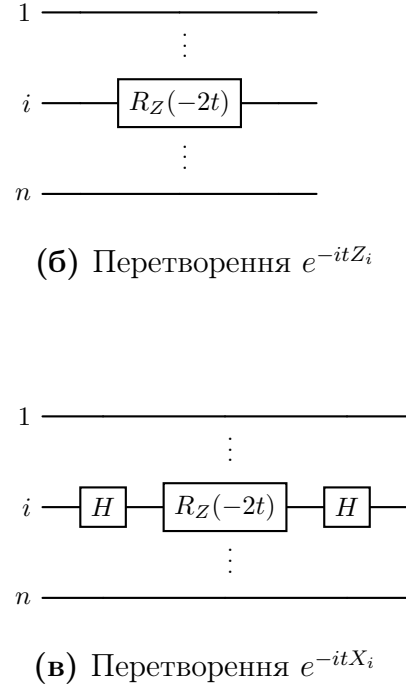 1
⋮
i
R_Z(−2t)
⋮
n
(б) Перетворення e^{−itZ_i}
1
⋮
i H R_Z(−2t) H
⋮
n
(в) Перетворення e^{−itX_i}